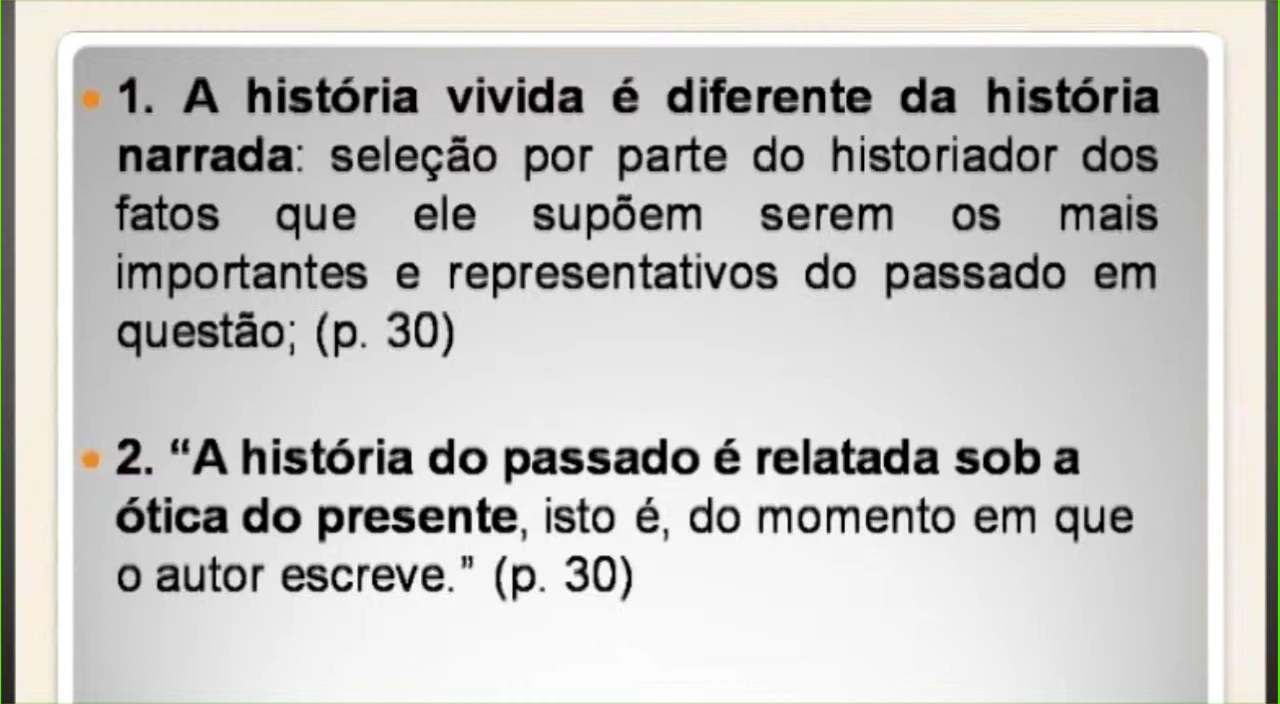 • 1. A história vivida é diferente da história
narrada: seleção por parte do historiador dos
fatos que ele supõem serem os mais
importantes e representativos do passado em
questão; (p. 30)
• 2. “A história do passado é relatada sob a
ótica do presente, isto é, do momento em que
o autor escreve.” (p. 30)